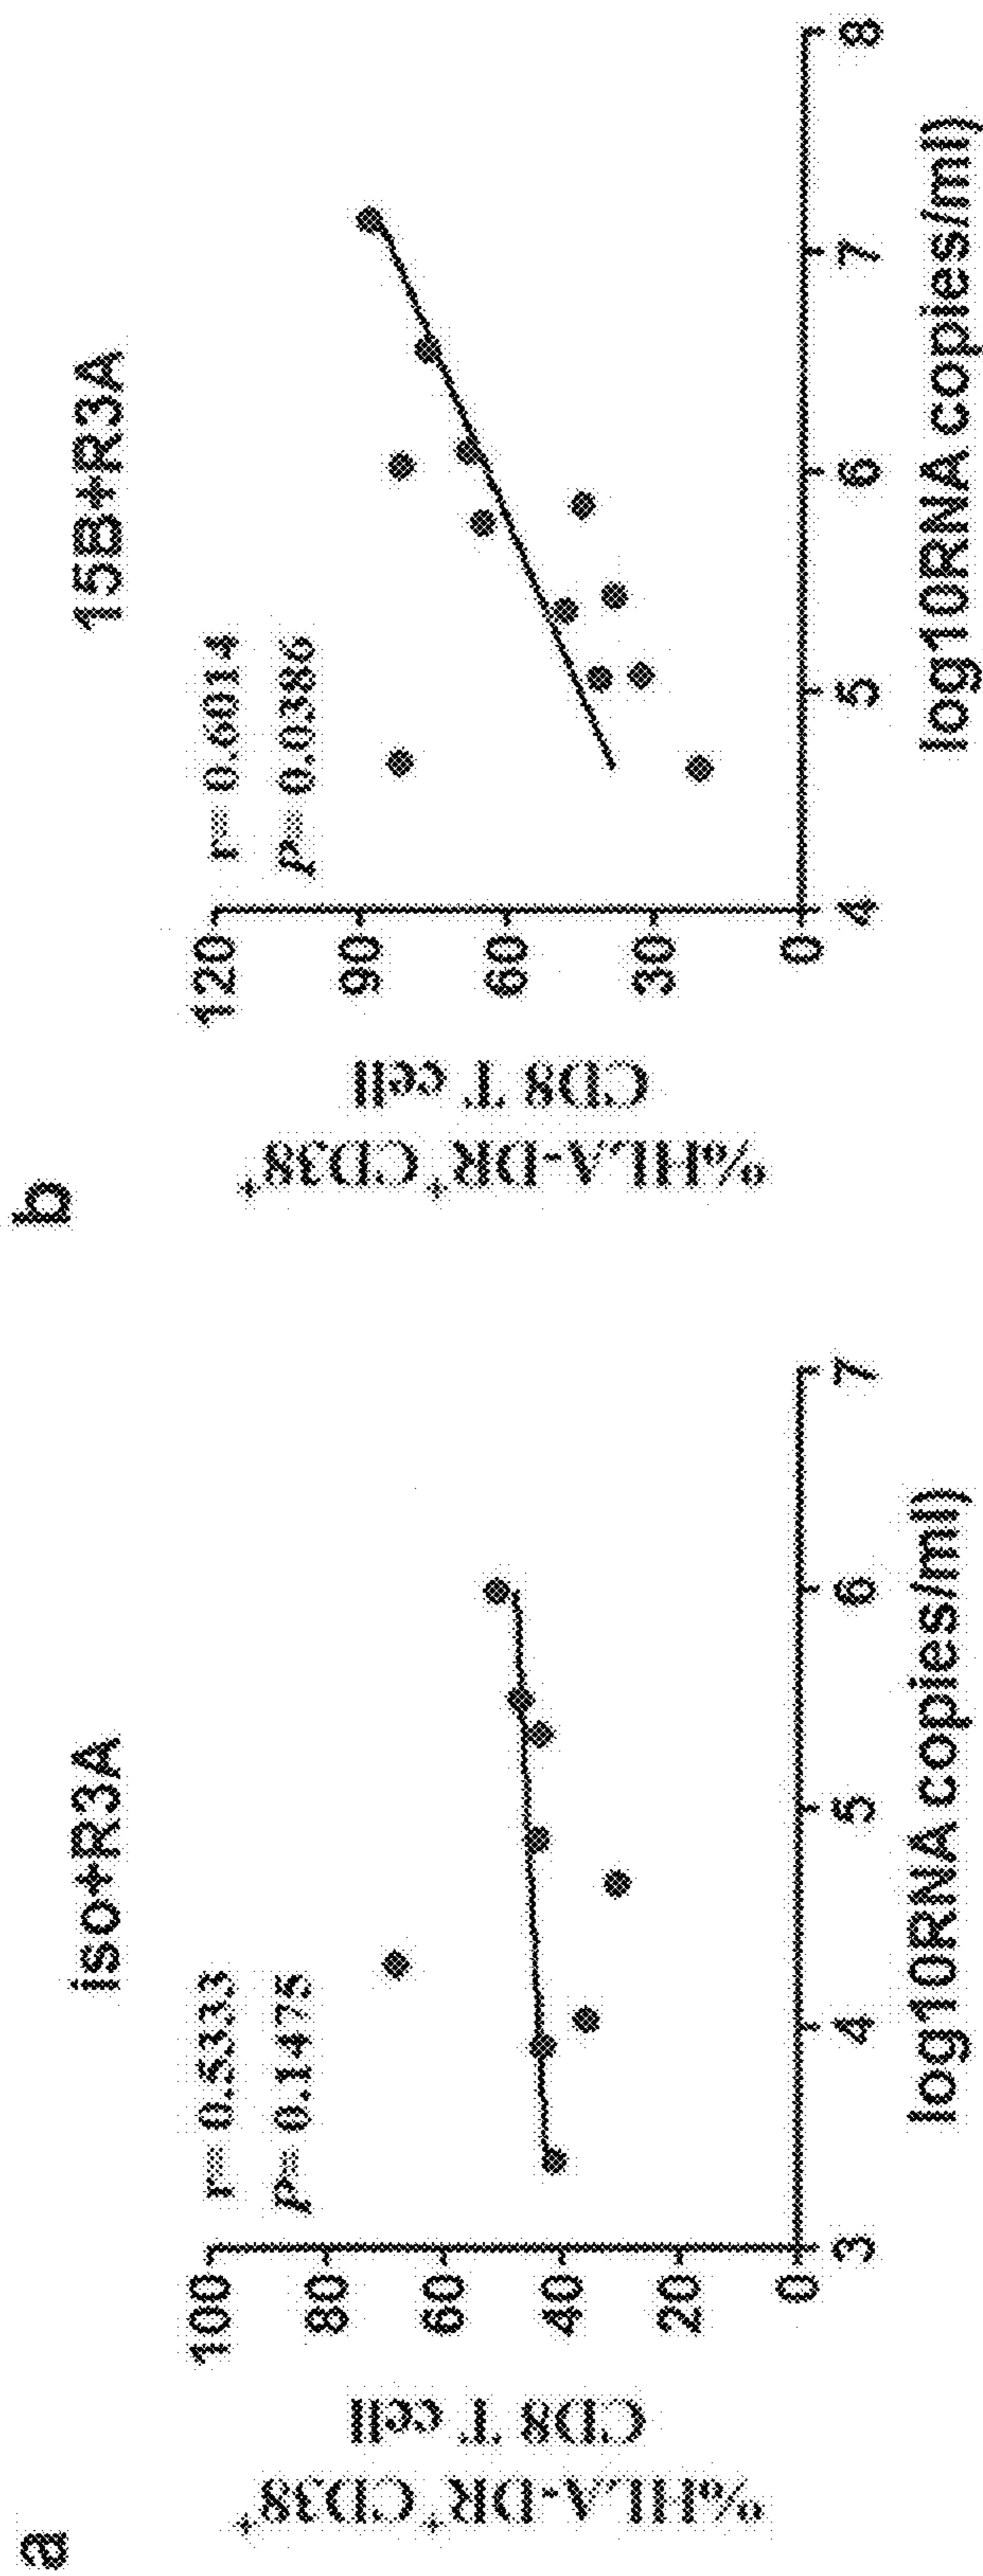 a
iso+R3A
r= 0.5333
p= 0.1475
%HLA-DR⁺CD38⁺
CD8 T cell
100
80
60
40
20
0
3 4 5 6 7
log10RNA copies/ml)
b
15B+R3A
r= 0.6014
p= 0.0386
%HLA-DR⁺CD38⁺
CD8 T cell
120
90
60
30
0
4 5 6 7 8
log10RNA copies/ml)